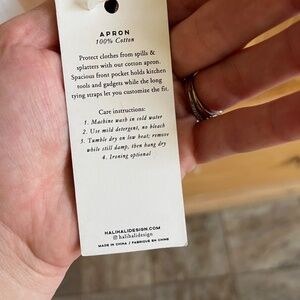 APRON
100% Cotton
Protect clothes from spills &
splatters with our cotton apron.
Spacious front pocket holds kitchen
tools and gadgets while the long
tying straps let you customize the fit.
Care instructions:
1. Machine wash in cold water
2. Use mild detergent, no bleach
3. Tumble dry on low heat; remove
while still damp, then hang dry
4. Ironing optional
HALIHALIDESIGN.COM
@halihalidesign
MADE IN CHINA / FABRIQUÉ EN CHINE